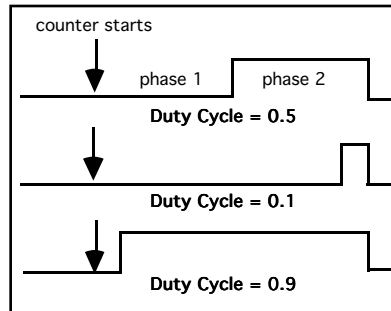 counter starts
phase 1 phase 2
Duty Cycle = 0.5
Duty Cycle = 0.1
Duty Cycle = 0.9